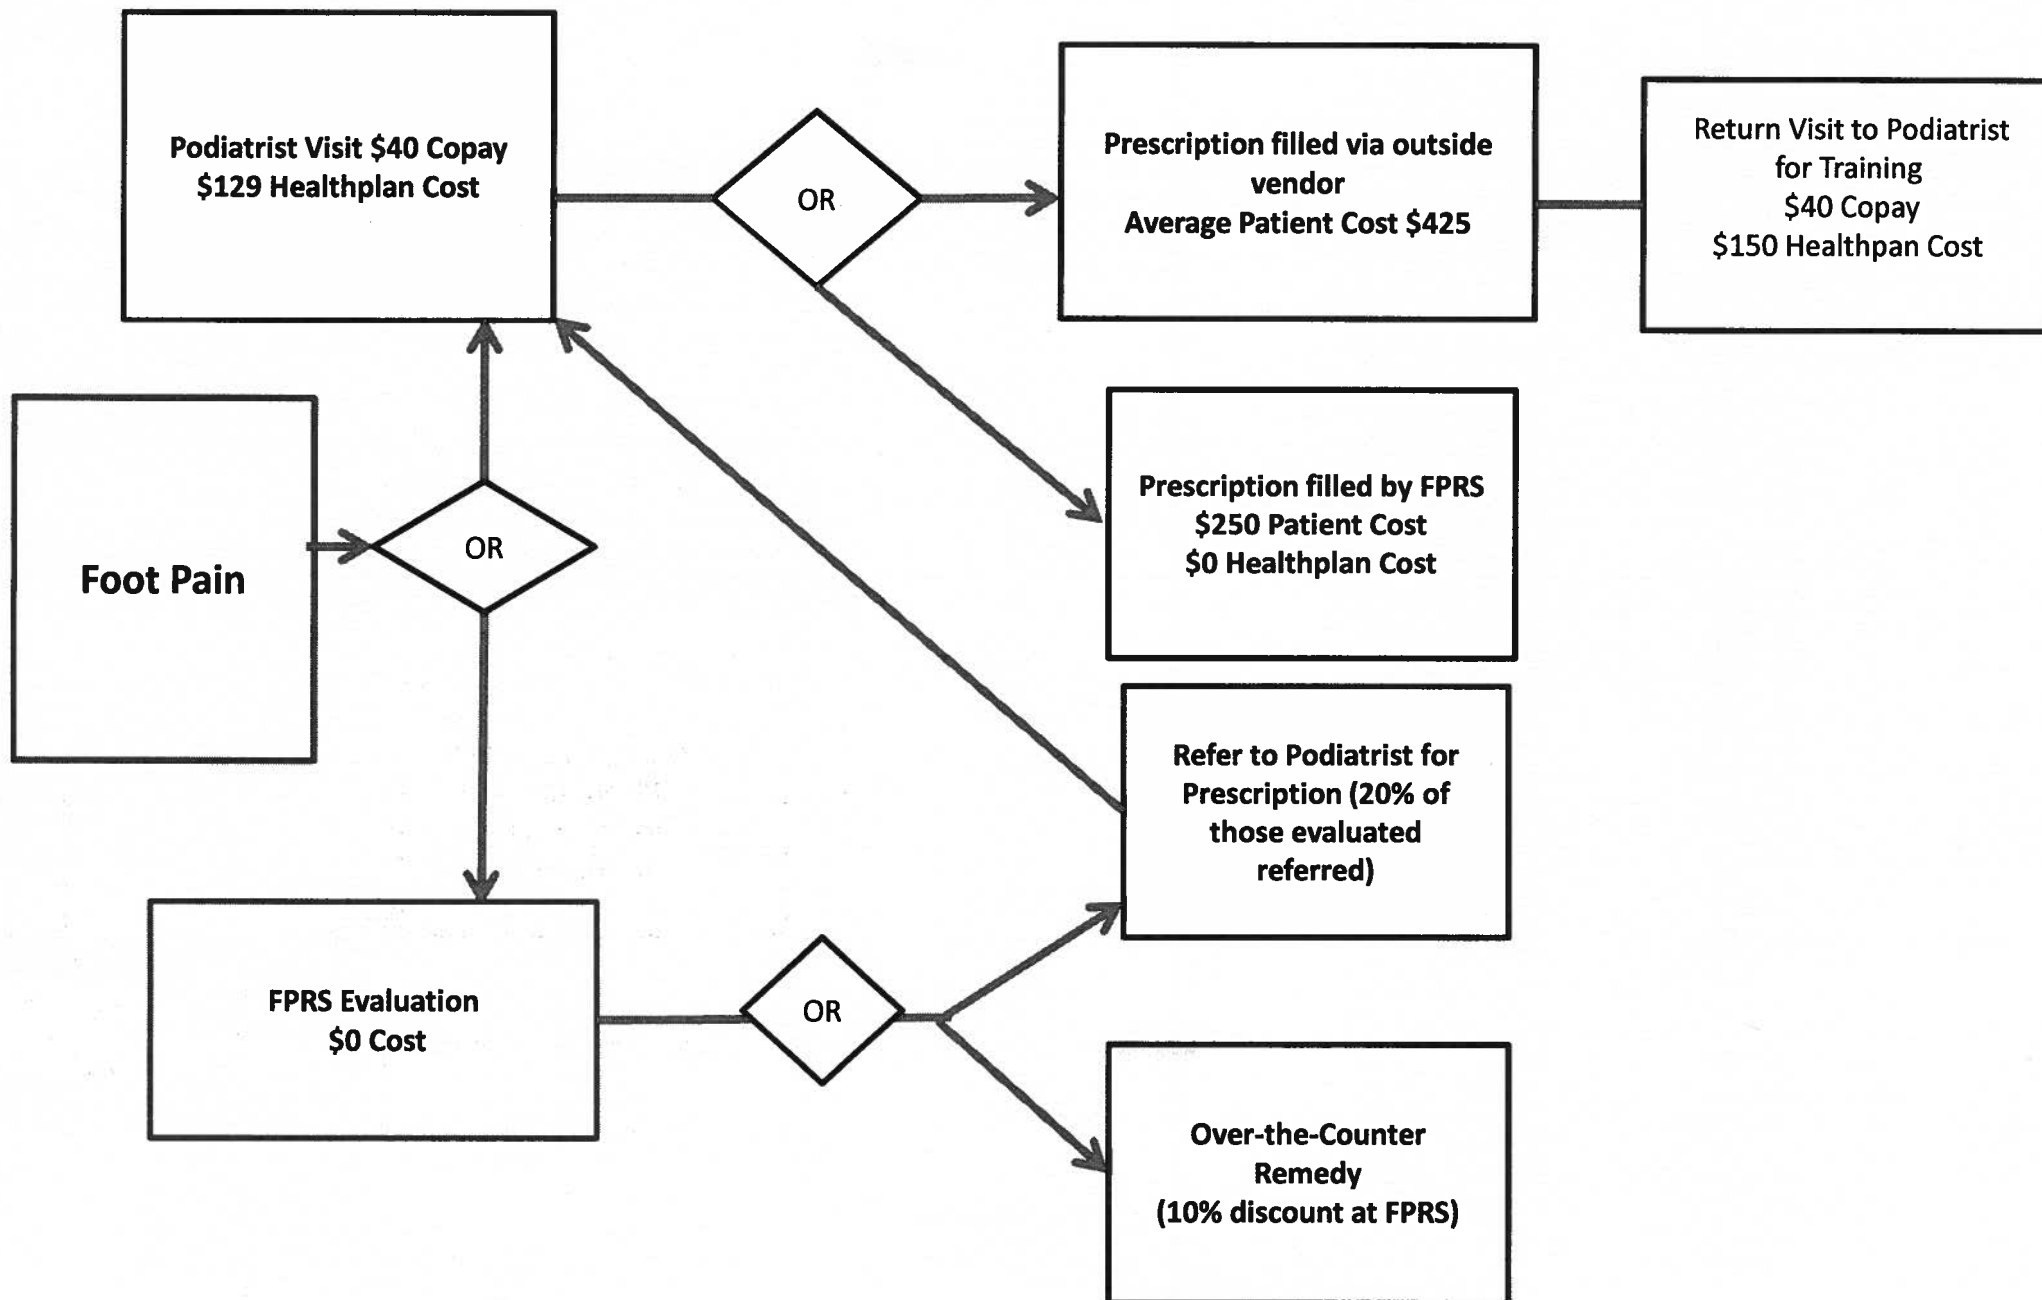 Podiatrist Visit $40 Copay
$129 Healthplan Cost
OR
Prescription filled via outside
vendor
Average Patient Cost $425
Return Visit to Podiatrist
for Training
$40 Copay
$150 Healthpan Cost
Foot Pain
OR
Prescription filled by FPRS
$250 Patient Cost
$0 Healthplan Cost
Refer to Podiatrist for
Prescription (20% of
those evaluated
referred)
FPRS Evaluation
$0 Cost
OR
Over-the-Counter
Remedy
(10% discount at FPRS)